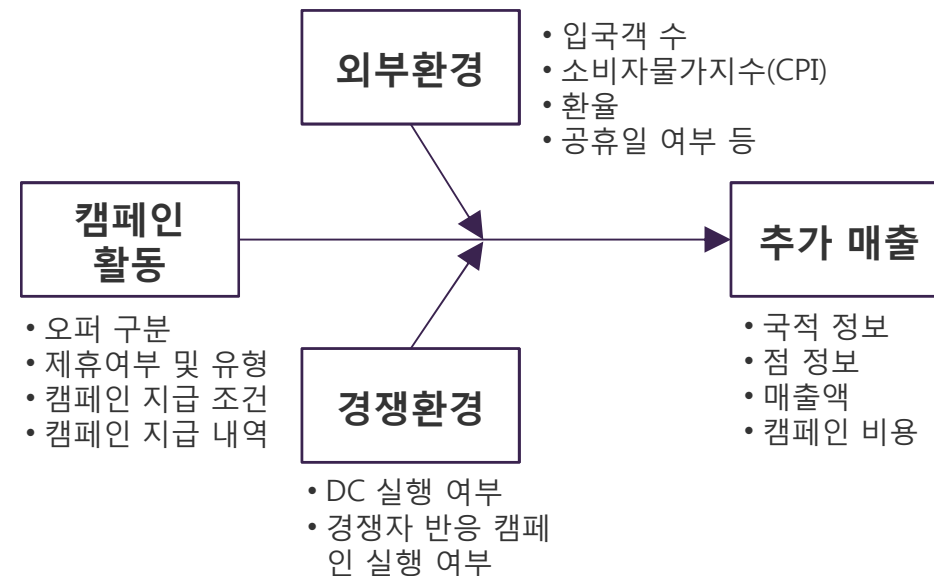 외부환경
• 입국객 수
• 소비자물가지수(CPI)
• 환율
• 공휴일 여부 등
캠페인
활동
• 오퍼 구분
• 제휴여부 및 유형
• 캠페인 지급 조건
• 캠페인 지급 내역
경쟁환경
• DC 실행 여부
• 경쟁자 반응 캠페
인 실행 여부
추가 매출
• 국적 정보
• 점 정보
• 매출액
• 캠페인 비용